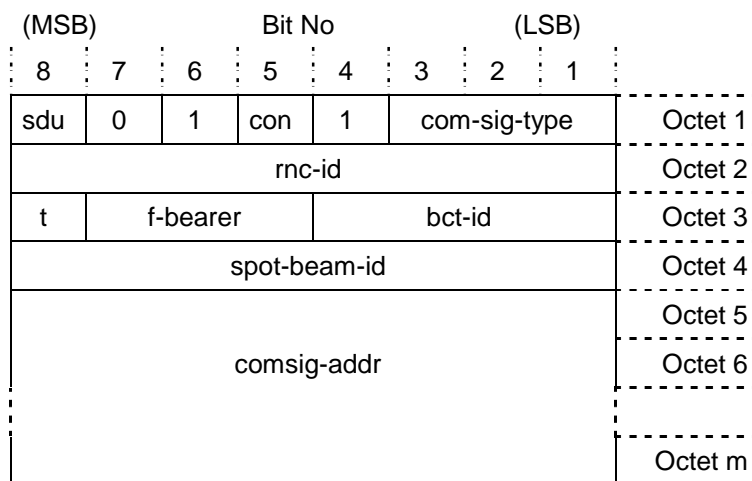 (MSB) Bit No (LSB)
8 7 6 5 4 3 2 1
sdu 0 1 con 1 com-sig-type Octet 1
rnc-id Octet 2
t f-bearer bct-id Octet 3
spot-beam-id Octet 4
Octet 5
comsig-addr Octet 6
Octet m